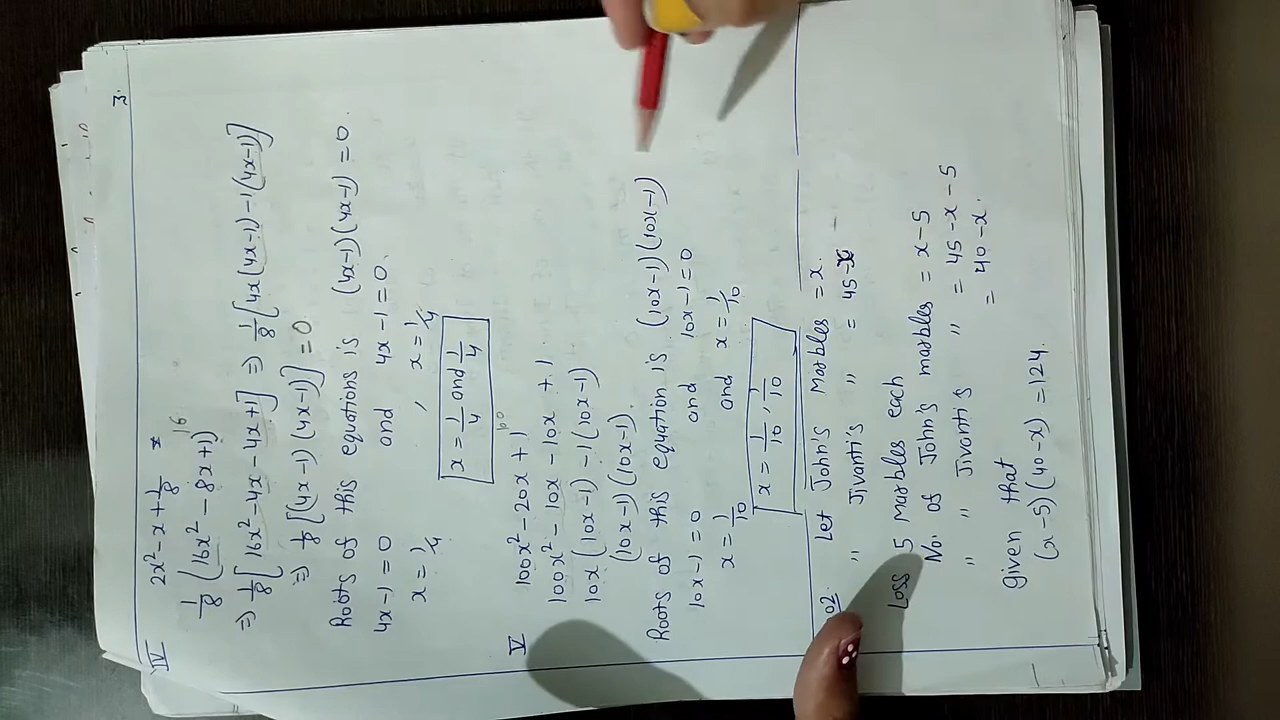 3.
IV 2x² - x + 1/8 =
1/8 (16x² - 8x + 1) 16
⇒ 1/8 [16x² - 4x - 4x + 1] ⇒ 1/8 [4x(4x-1) - 1(4x-1)]
⇒ 1/8 [(4x-1)(4x-1)] = 0
Roots of this equations is (4x-1)(4x-1) = 0.
4x-1 = 0 and 4x-1 = 0.
x = 1/4 , x = 1/4
x = 1/4 and 1/4
V 100x² - 20x + 1
100x² - 10x - 10x + 1
10x(10x-1) - 1(10x-1)
(10x-1)(10x-1).
Roots of this equation is (10x-1)(10x-1)
10x-1 = 0 and 10x-1 = 0
x = 1/10 and x = 1/10
x = 1/10, 1/10
02. Let John's Marbles = x.
" Jivanti's " = 45-x
Loss 5 Marbles each
No. of John's marbles = x - 5
" " Jivanti's " = 45 - x - 5
= 40 - x.
Given that
(x-5)(40-x) = 124.